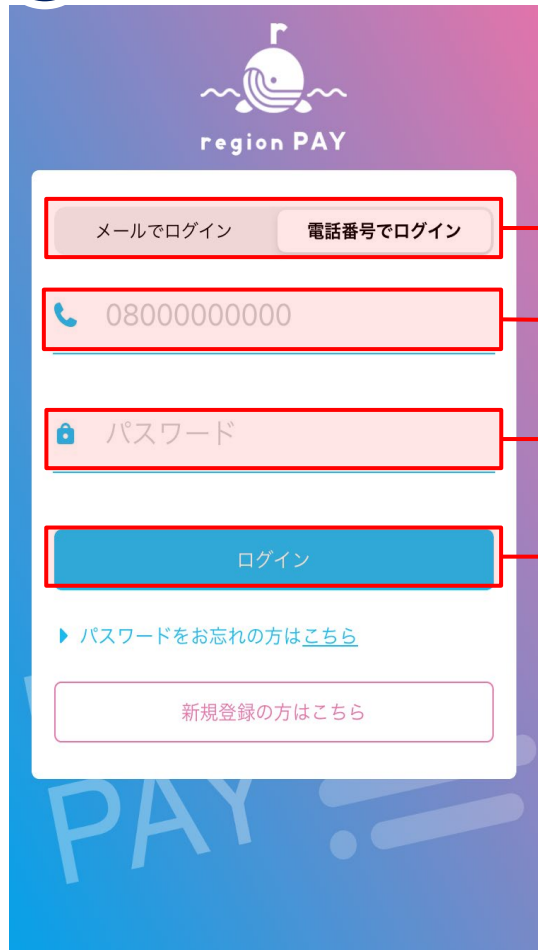 r
region PAY
メールでログイン 電話番号でログイン
08000000000
パスワード
ログイン
パスワードをお忘れの方はこちら
新規登録の方はこちら
PAY